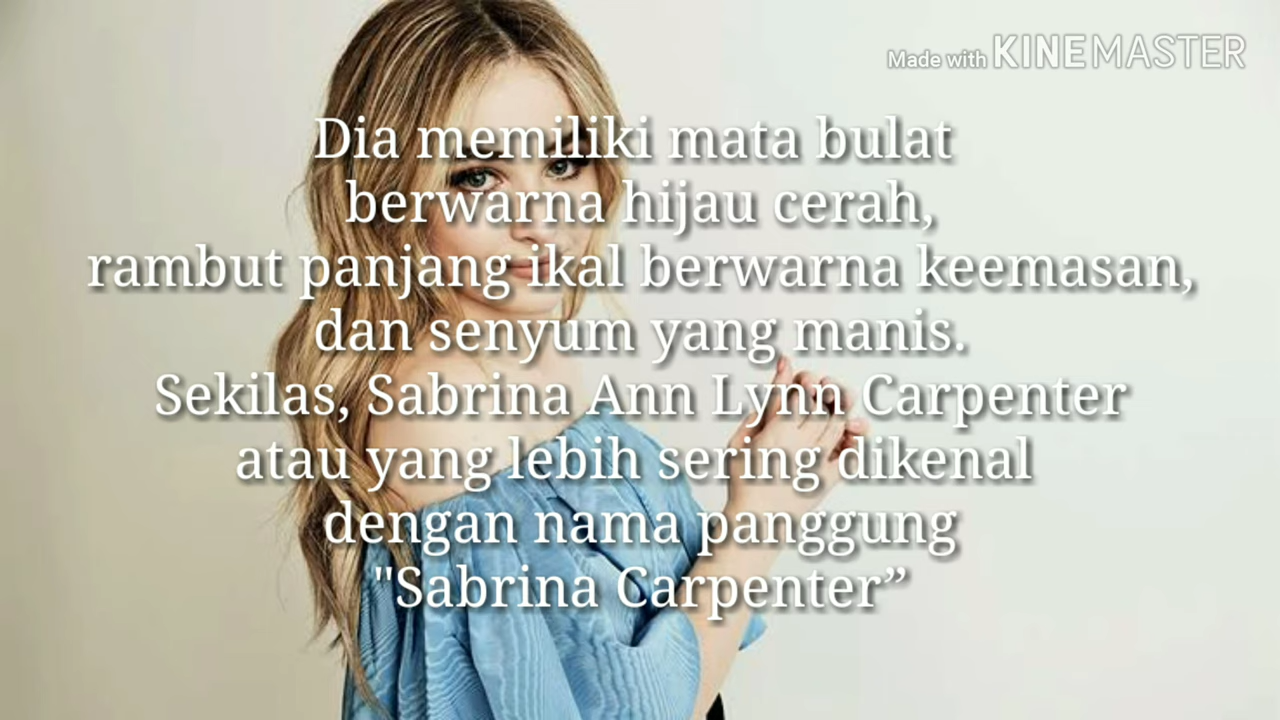 Made with KINEMASTER
Dia memiliki mata bulat
berwarna hijau cerah,
rambut panjang ikal berwarna keemasan,
dan senyum yang manis.
Sekilas, Sabrina Ann Lynn Carpenter
atau yang lebih sering dikenal
dengan nama panggung
"Sabrina Carpenter”